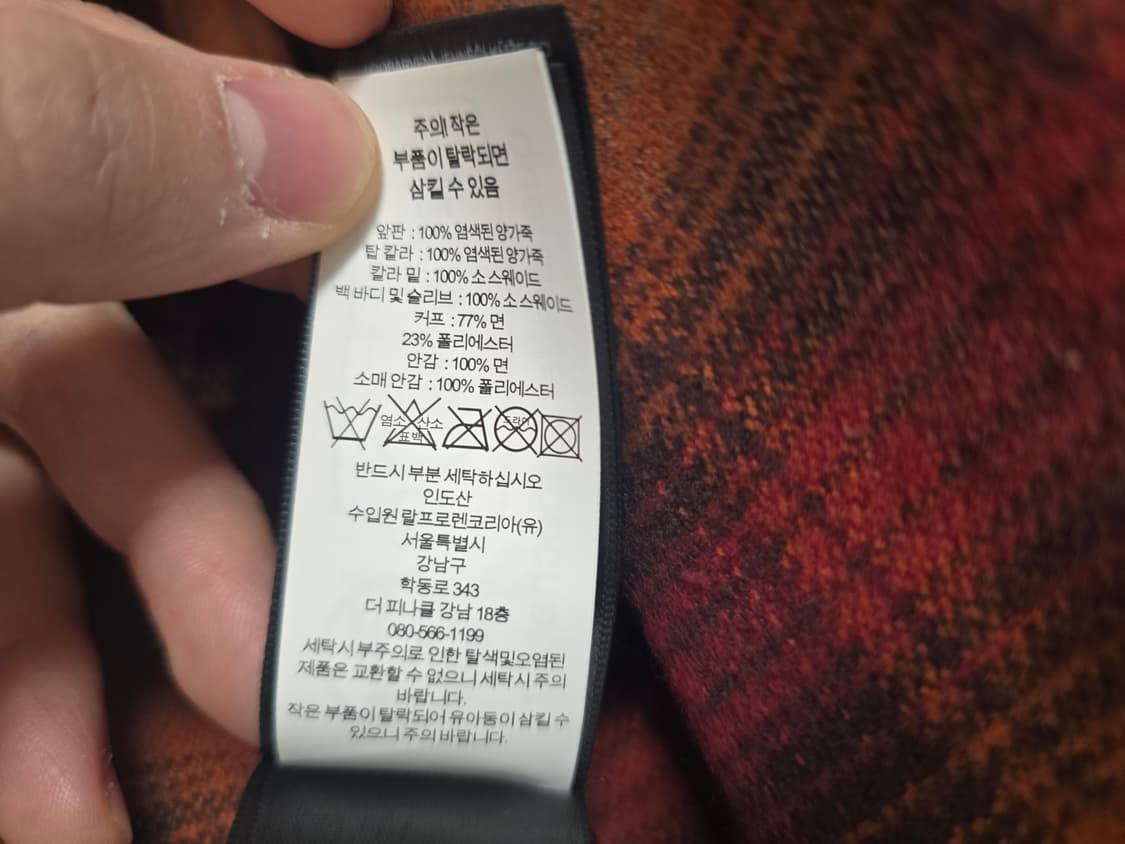 주의! 작은
부품이 탈락되면
삼킬 수 있음
앞판 : 100% 염색된 양가죽
탑 칼라 : 100% 염색된 양가죽
칼라 밑 : 100% 소 스웨이드
백 바디 및 슬리브 : 100% 소 스웨이드
커프 : 77% 면
23% 폴리에스터
안감 : 100% 면
소매 안감 : 100% 폴리에스터
염소 산소 드라이
표백
반드시 부분 세탁하십시오
인도산
수입원 랄프로렌코리아(유)
서울특별시
강남구
학동로 343
더 피나클 강남 18층
080-566-1199
세탁시 부주의로 인한 탈색및오염된
제품은 교환할 수 없으니 세탁시 주의
바랍니다.
작은 부품이 탈락되어 유아동이 삼킬 수
있으니 주의 바랍니다.